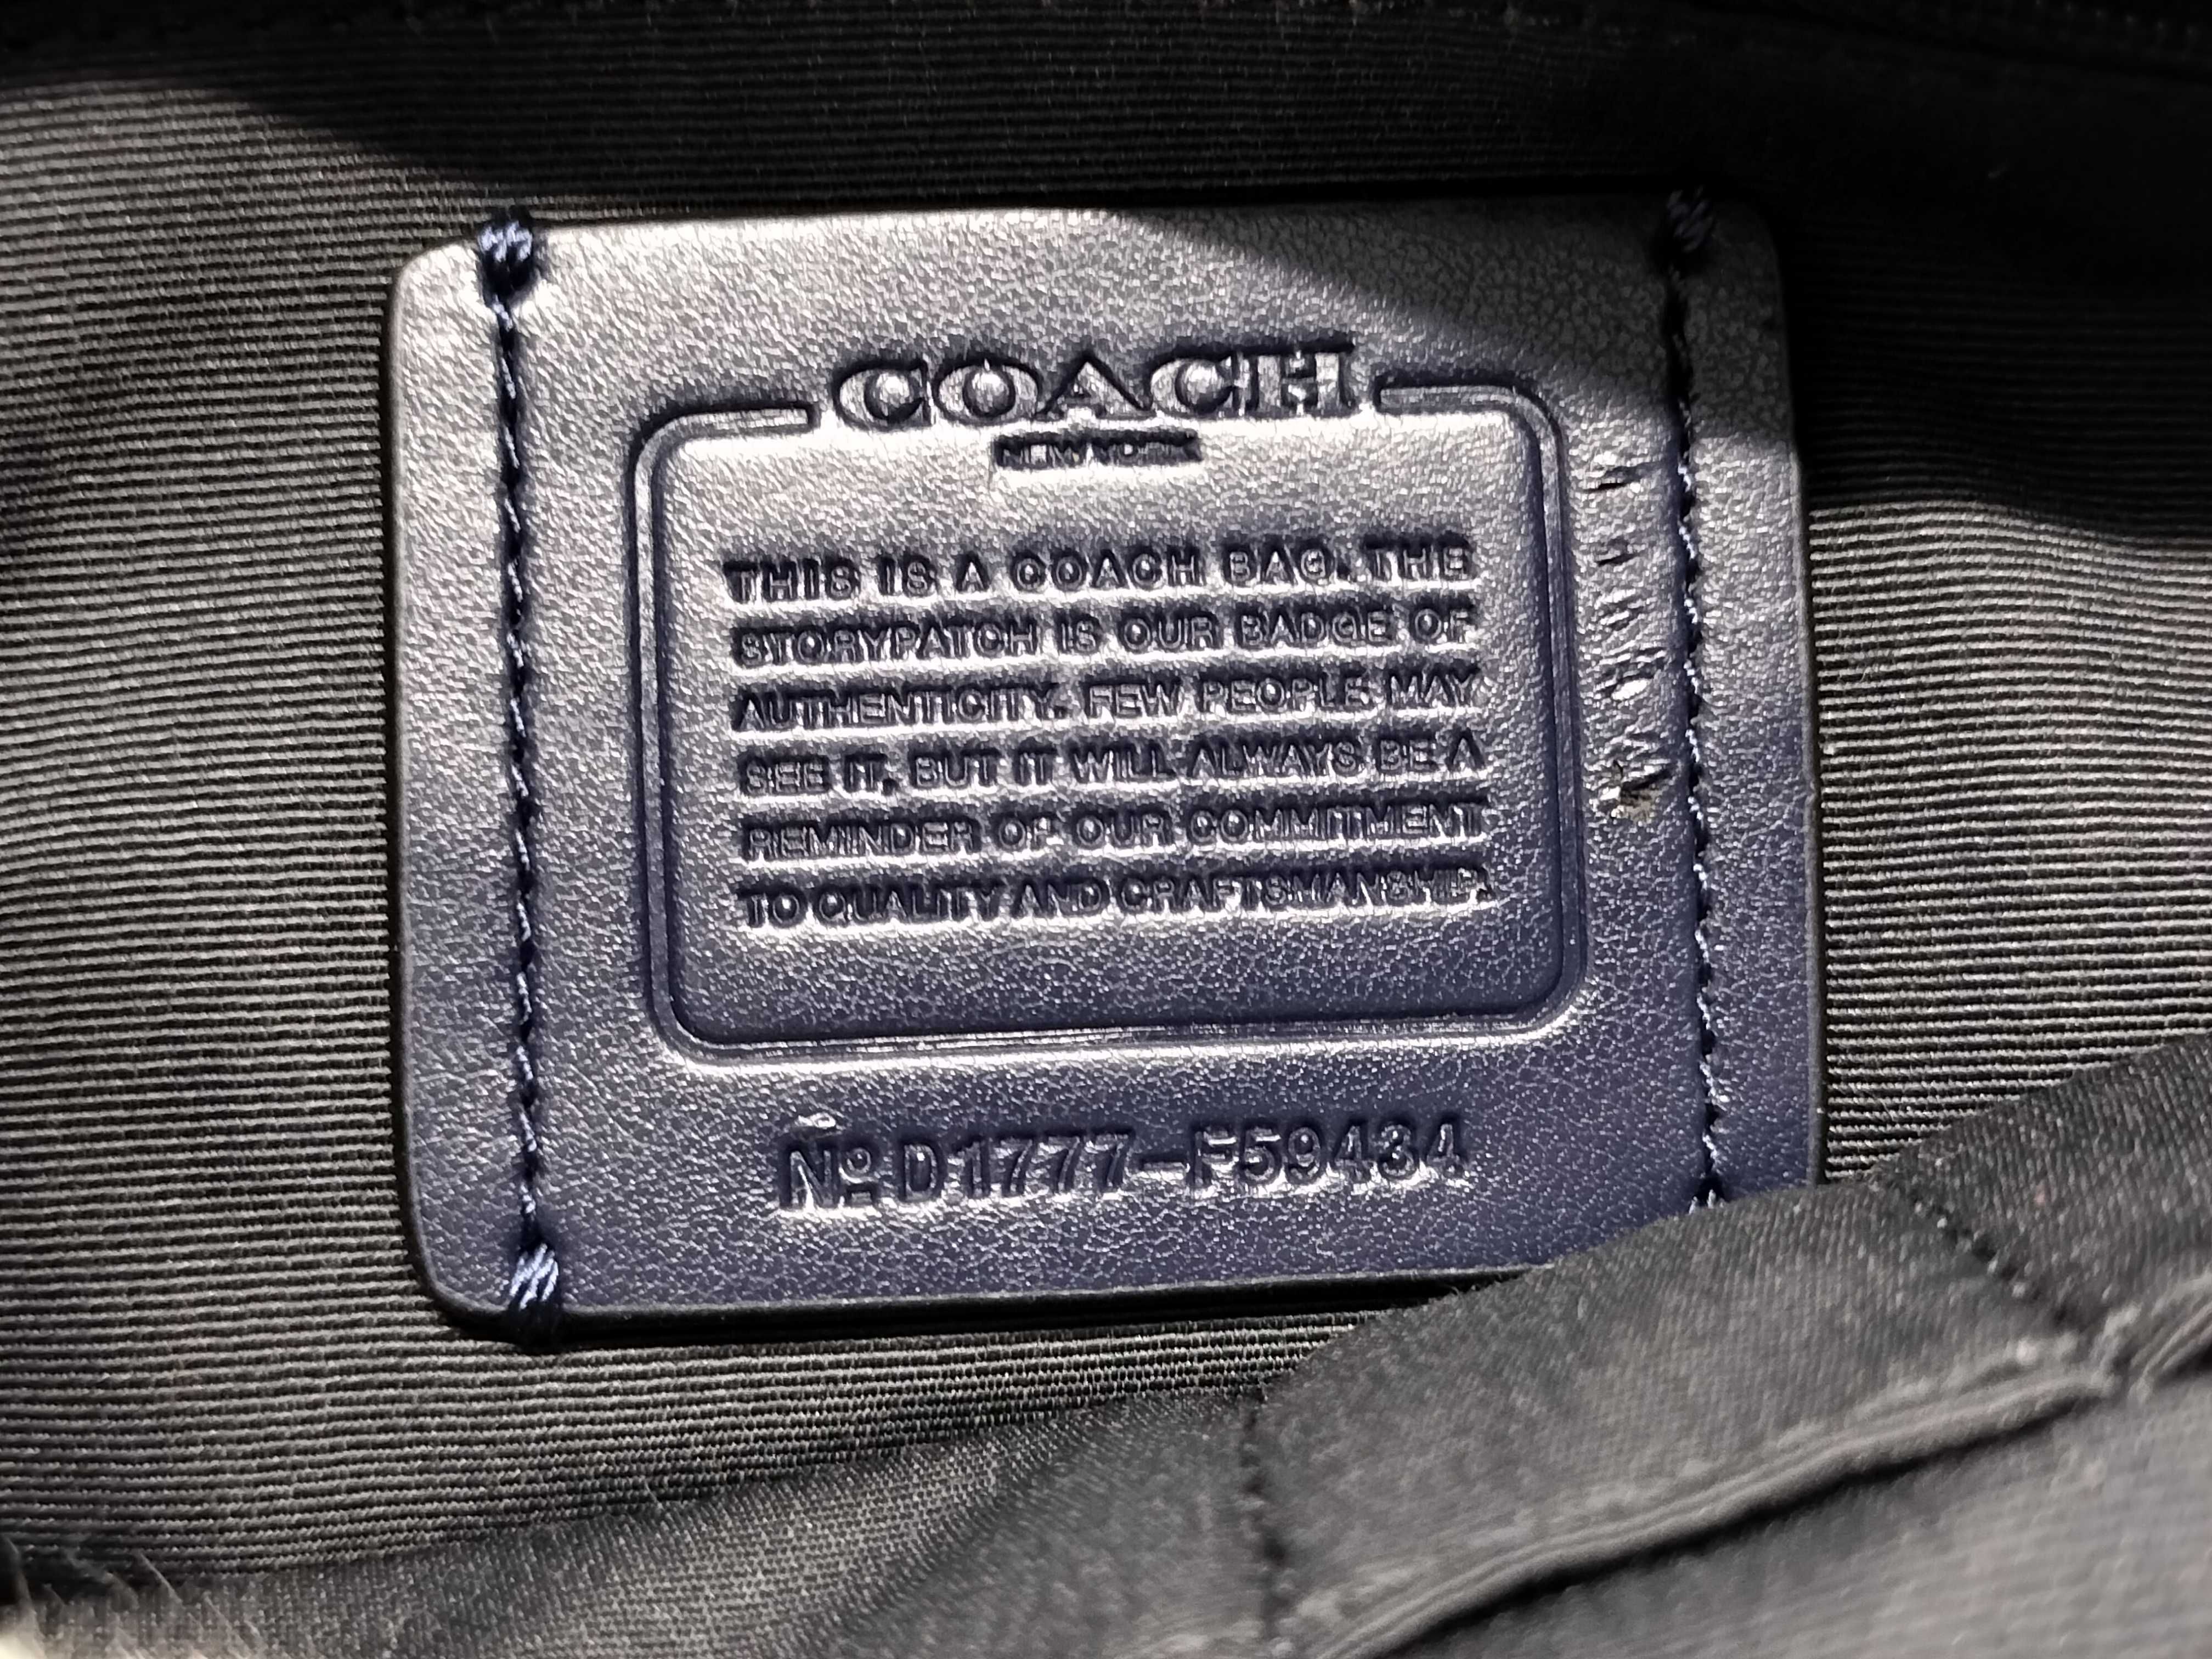 COACH
NEW YORK
THIS IS A COACH BAG. THE
STORYPATCH IS OUR BADGE OF
AUTHENTICITY. FEW PEOPLE MAY
SEE IT, BUT IT WILL ALWAYS BE A
REMINDER OF OUR COMMITMENT
TO QUALITY AND CRAFTSMANSHIP.
Nº D1777-F59434